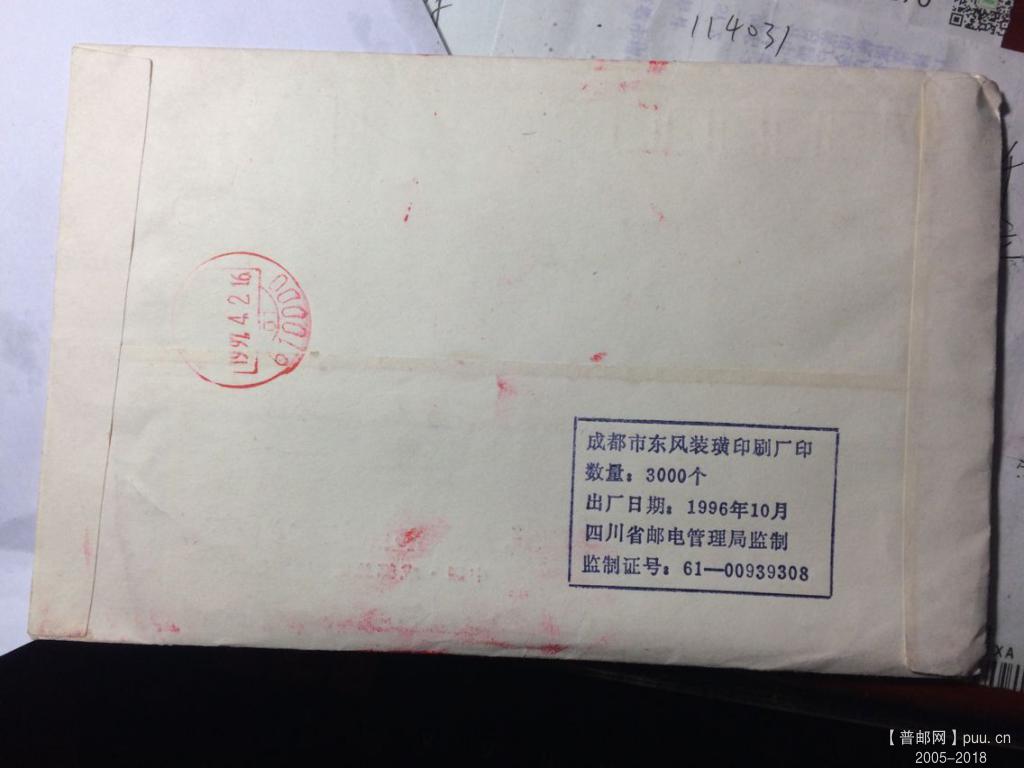 114031
1997.4.2.16
成都市东风装璜印刷厂印
数量：3000个
出厂日期：1996年10月
四川省邮电管理局监制
监制证号：61—00939308
XA
【普邮网】puu.cn
2005-2018